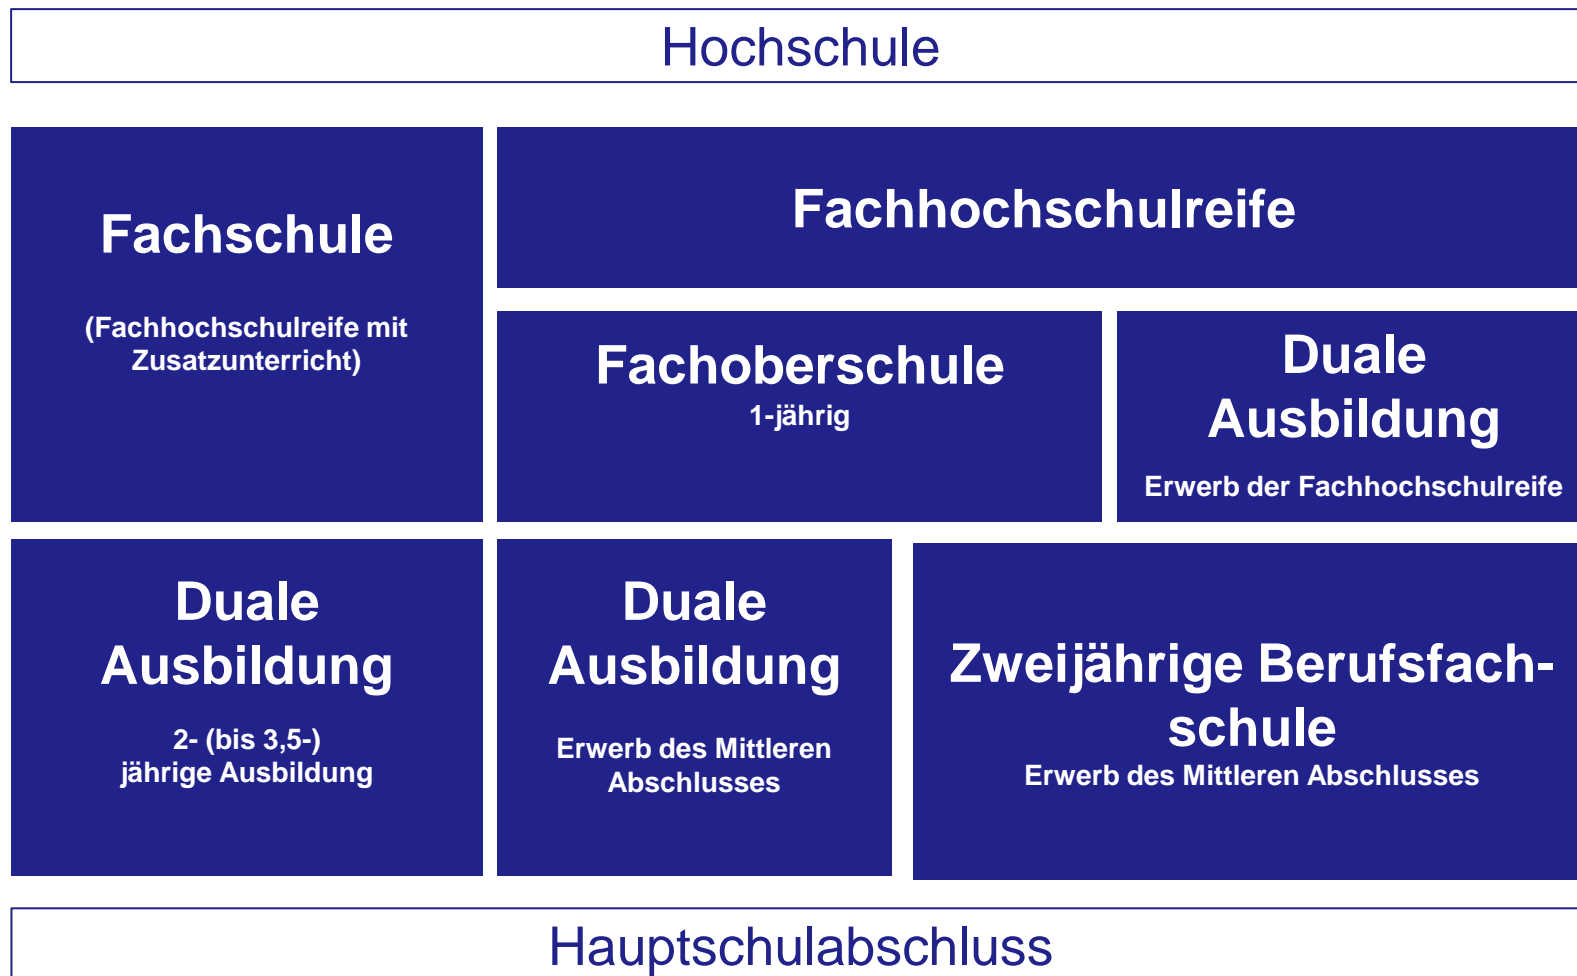 Hochschule
Fachschule
(Fachhochschulreife mit
Zusatzunterricht)
Fachhochschulreife
Fachoberschule
1-jährig
Duale
Ausbildung
Erwerb der Fachhochschulreife
Duale
Ausbildung
2- (bis 3,5-)
jährige Ausbildung
Duale
Ausbildung
Erwerb des Mittleren
Abschlusses
Zweijährige Berufsfach-
schule
Erwerb des Mittleren Abschlusses
Hauptschulabschluss